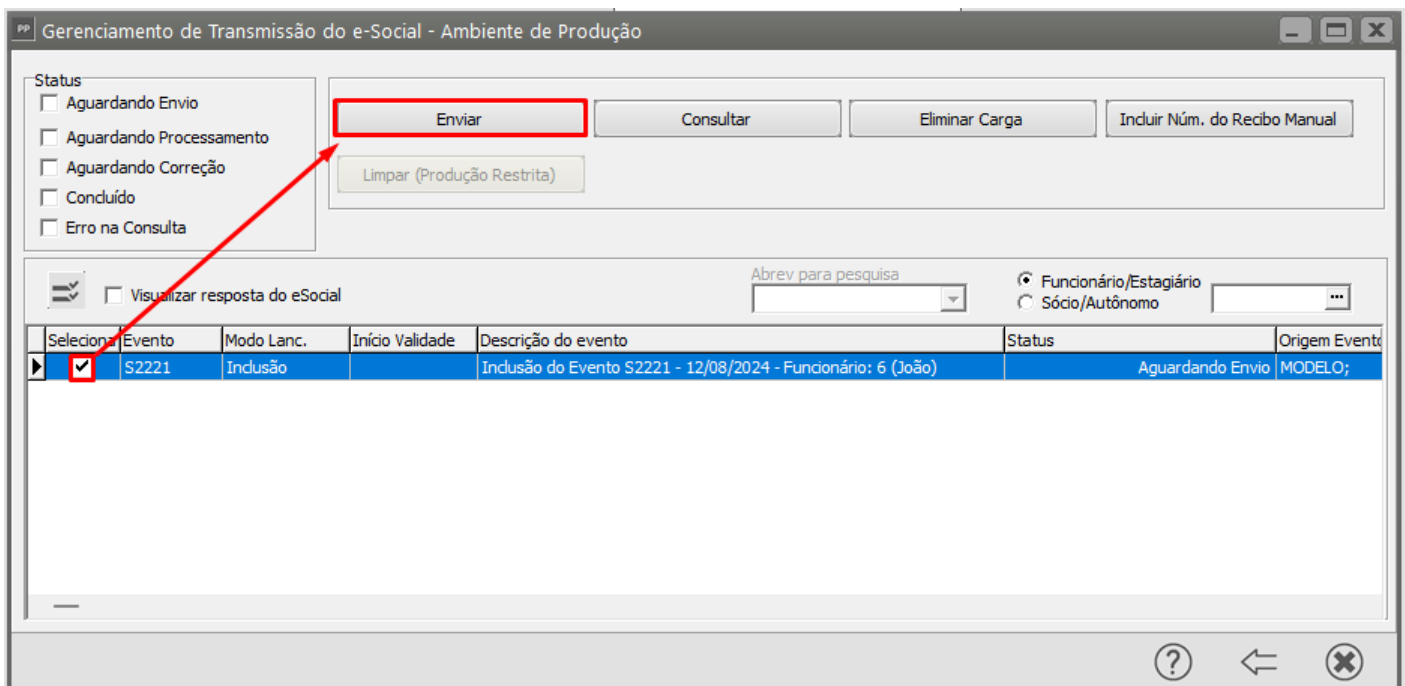 PP Gerenciamento de Transmissão do e-Social - Ambiente de Produção
Status
Aguardando Envio
Aguardando Processamento
Aguardando Correção
Concluído
Erro na Consulta
Enviar Consultar Eliminar Carga Incluir Núm. do Recibo Manual
Limpar (Produção Restrita)
Visualizar resposta do eSocial
Abrev para pesquisa
Funcionário/Estagiário
Sócio/Autônomo
...
Seleciona Evento Modo Lanc. Início Validade Descrição do evento Status Origem Evento
S2221 Inclusão Inclusão do Evento S2221 - 12/08/2024 - Funcionário: 6 (João) Aguardando Envio MODELO;
?